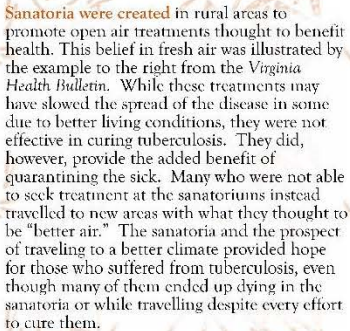 Sanatoria were created in rural areas to
promote open air treatments thought to benefit
health. This belief in fresh air was illustrated by
the example to the right from the Virginia
Health Bulletin. While these treatments may
have slowed the spread of the disease in some
due to better living conditions, they were not
effective in curing tuberculosis. They did,
however, provide the added benefit of
quarantining the sick. Many who were not able
to seek treatment at the sanatoriums instead
travelled to new areas with what they thought to
be “better air.” The sanatoria and the prospect
of traveling to a better climate provided hope
for those who suffered from tuberculosis, even
though many of them ended up dying in the
sanatoria or while travelling despite every effort
to cure them.